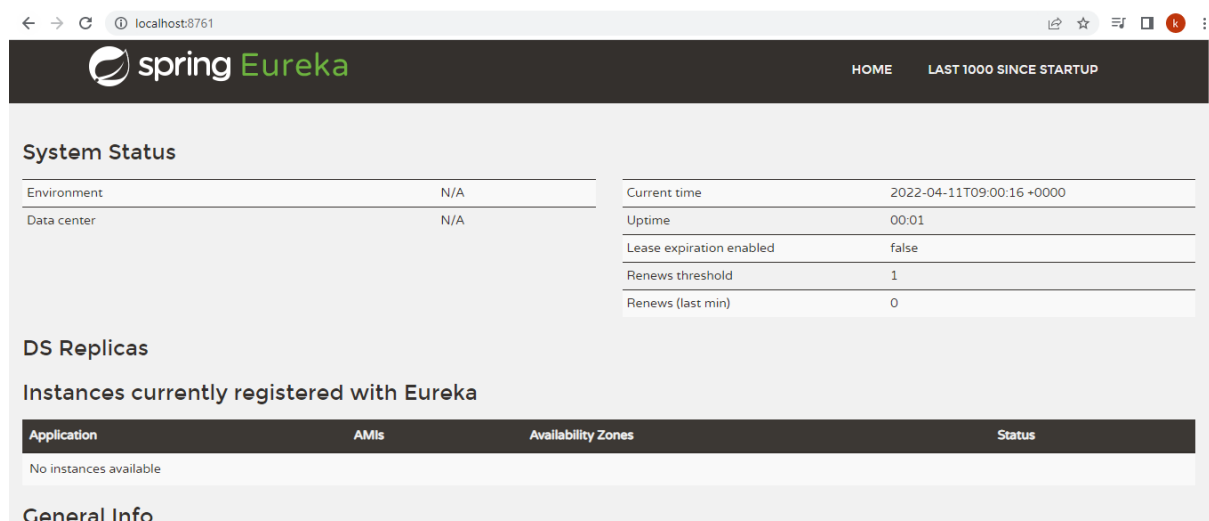 localhost:8761
k
spring Eureka
HOME LAST 1000 SINCE STARTUP
System Status
Environment N/A
Data center N/A
Current time 2022-04-11T09:00:16 +0000
Uptime 00:01
Lease expiration enabled false
Renews threshold 1
Renews (last min) 0
DS Replicas
Instances currently registered with Eureka
Application AMIs Availability Zones Status
No instances available
General Info